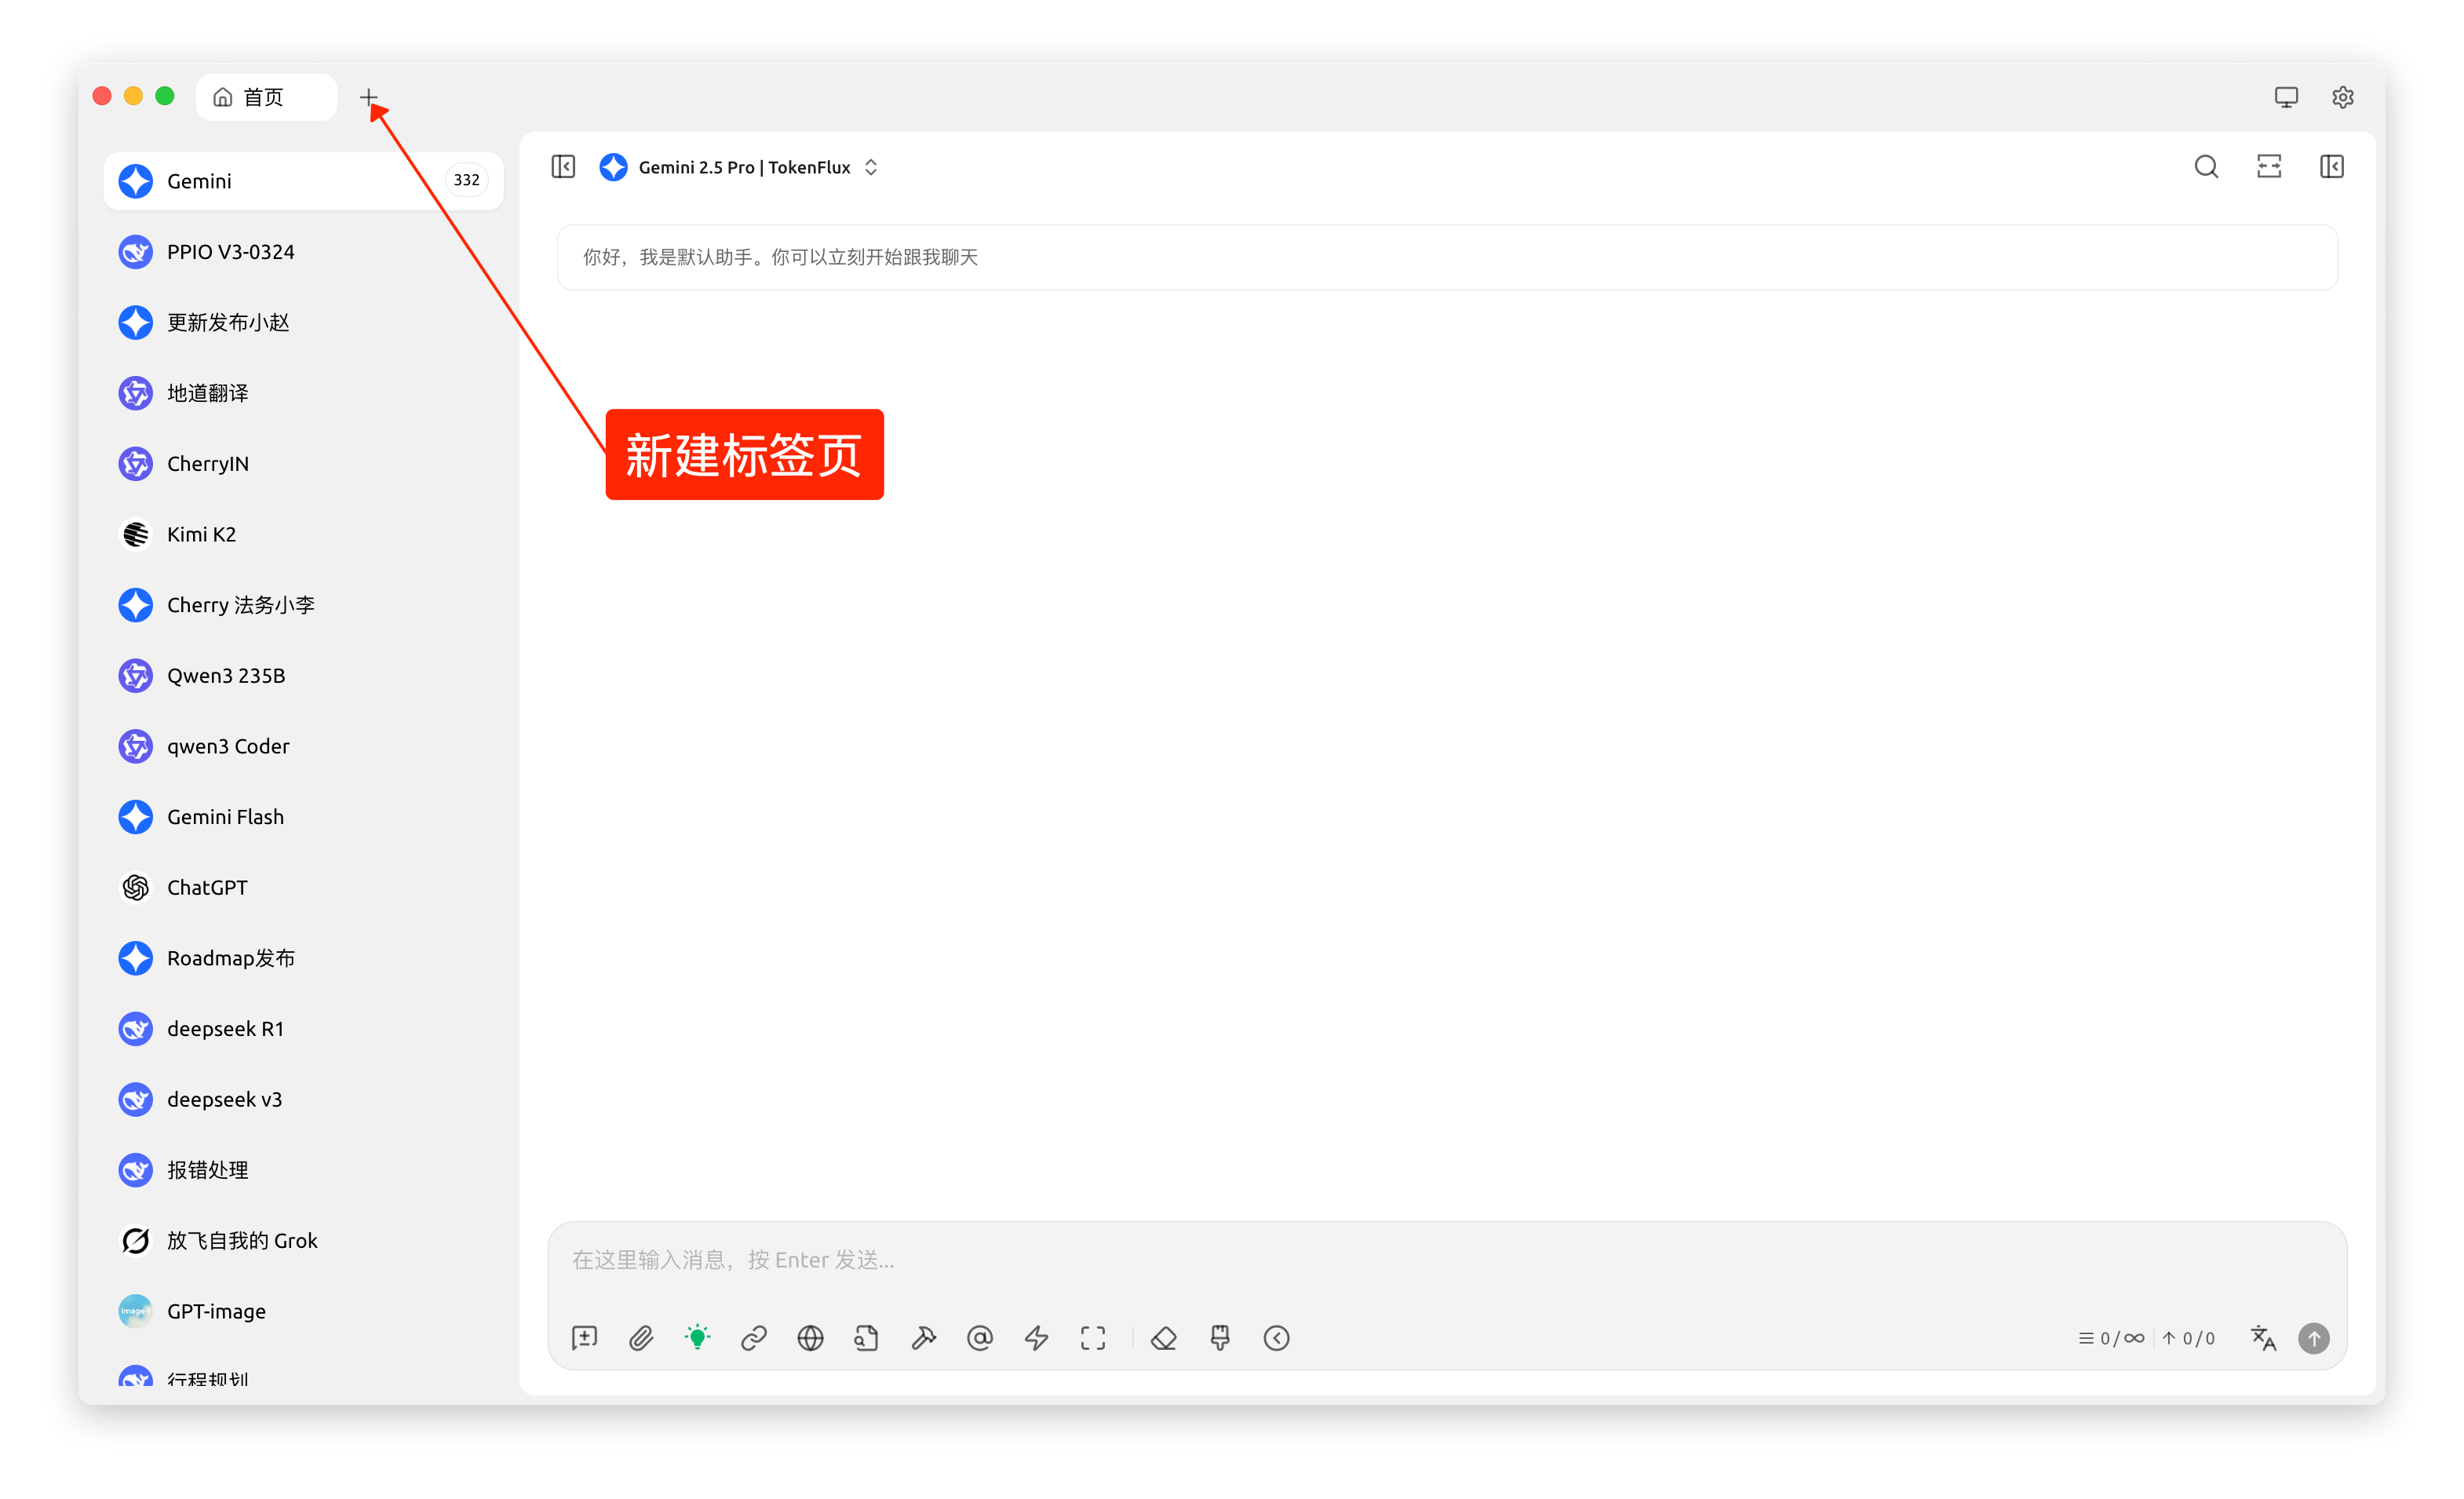 首页
Gemini 332
Gemini 2.5 Pro | TokenFlux
你好，我是默认助手。你可以立刻开始跟我聊天
PPIO V3-0324
更新发布小赵
地道翻译
CherryIN
新建标签页
Kimi K2
Cherry 法务小李
Qwen3 235B
qwen3 Coder
Gemini Flash
ChatGPT
Roadmap发布
deepseek R1
deepseek v3
报错处理
放飞自我的 Grok
GPT-image
行程规划
在这里输入消息，按 Enter 发送...
0/∞ ↑ 0/0